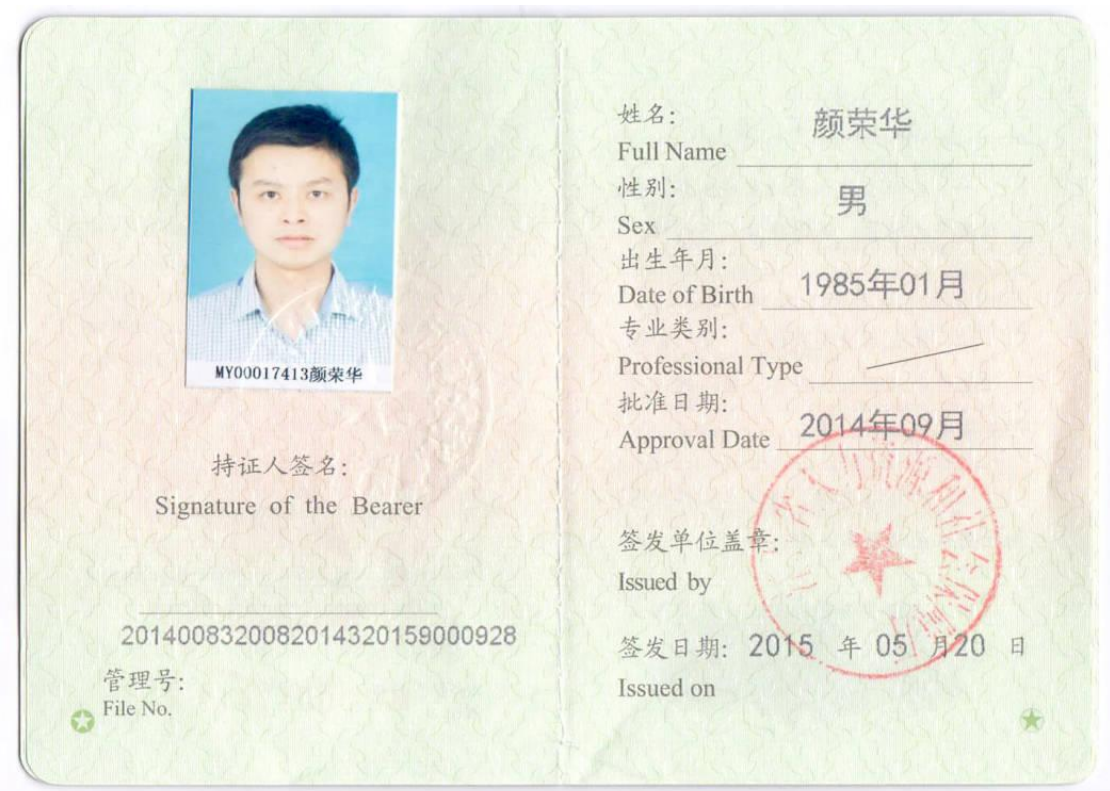 MY00017413颜荣华
持证人签名:
Signature of the Bearer
2014008320082014320159000928
管理号:
File No.
姓名: 颜荣华
Full Name
性别: 男
Sex
出生年月: 1985年01月
Date of Birth
专业类别:
Professional Type
批准日期: 2014年09月
Approval Date
签发单位盖章:
Issued by
签发日期: 2015 年 05 月 20 日
Issued on